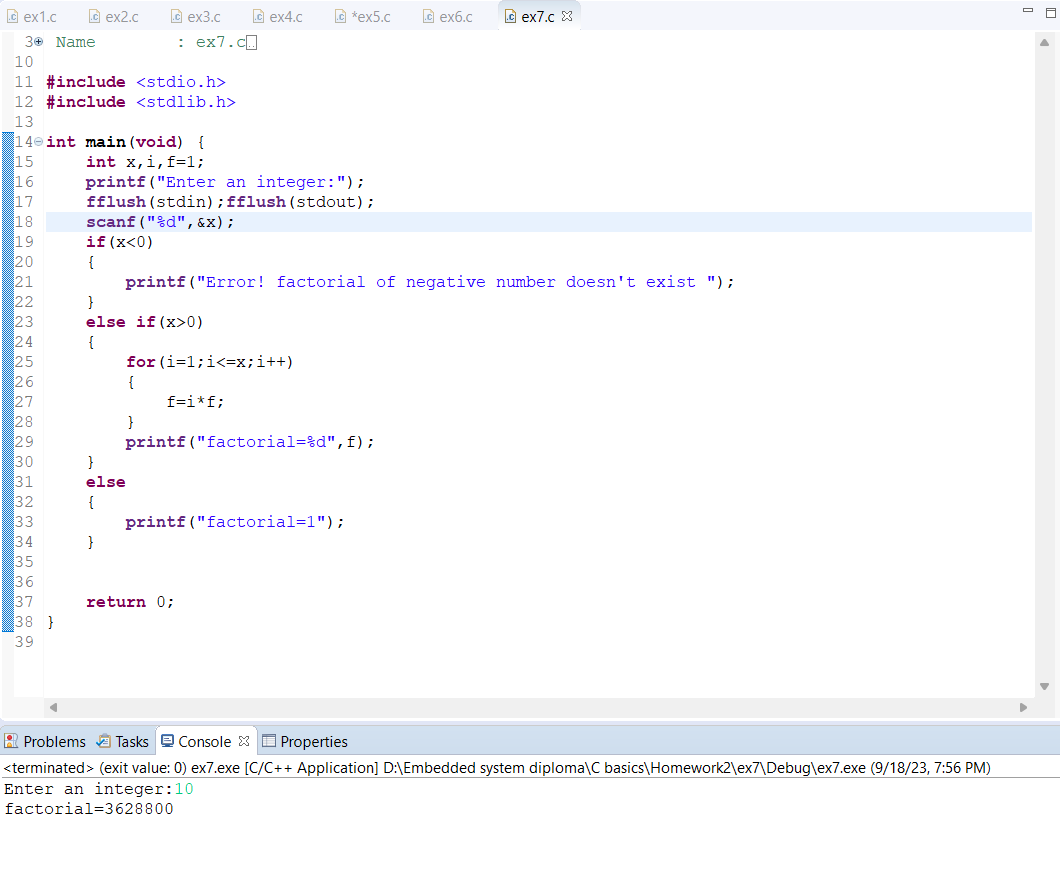 ex1.c ex2.c ex3.c ex4.c *ex5.c ex6.c ex7.c
3 Name : ex7.c
10
11 #include <stdio.h>
12 #include <stdlib.h>
13
14 int main(void) {
15 int x,i,f=1;
16 printf("Enter an integer:");
17 fflush(stdin);fflush(stdout);
18 scanf("%d",&x);
19 if(x<0)
20 {
21 printf("Error! factorial of negative number doesn't exist ");
22 }
23 else if(x>0)
24 {
25 for(i=1;i<=x;i++)
26 {
27 f=i*f;
28 }
29 printf("factorial=%d",f);
30 }
31 else
32 {
33 printf("factorial=1");
34 }
35
36
37 return 0;
38 }
39
Problems Tasks Console Properties
<terminated> (exit value: 0) ex7.exe [C/C++ Application] D:\Embedded system diploma\C basics\Homework2\ex7\Debug\ex7.exe (9/18/23, 7:56 PM)
Enter an integer:10
factorial=3628800